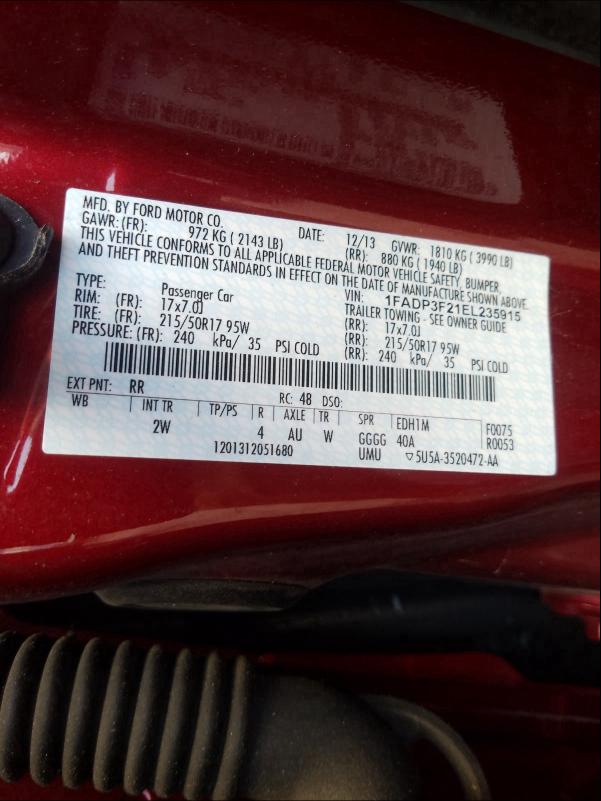 MFD. BY FORD MOTOR CO.
DATE: 12/13 GVWR: 1810 KG ( 3990 LB)
GAWR: (FR): 972 KG ( 2143 LB) (RR): 880 KG ( 1940 LB)
THIS VEHICLE CONFORMS TO ALL APPLICABLE FEDERAL MOTOR VEHICLE SAFETY, BUMPER,
AND THEFT PREVENTION STANDARDS IN EFFECT ON THE DATE OF MANUFACTURE SHOWN ABOVE.
TYPE: Passenger Car VIN: 1FADP3F21EL235915
RIM: (FR): 17x7.0J TRAILER TOWING - SEE OWNER GUIDE
(RR): 17x7.0J
TIRE: (FR): 215/50R17 95W (RR): 215/50R17 95W
PRESSURE: (FR): 240 kPa/ 35 PSI COLD (RR): 240 kPa/ 35 PSI COLD
EXT PNT: RR RC: 48 DSO:
WB INT TR TP/PS R AXLE TR SPR EDH1M F0075
2W 4 AU W GGGG 40A R0053
1201312051680 UMU ▽5U5A-3520472-AA